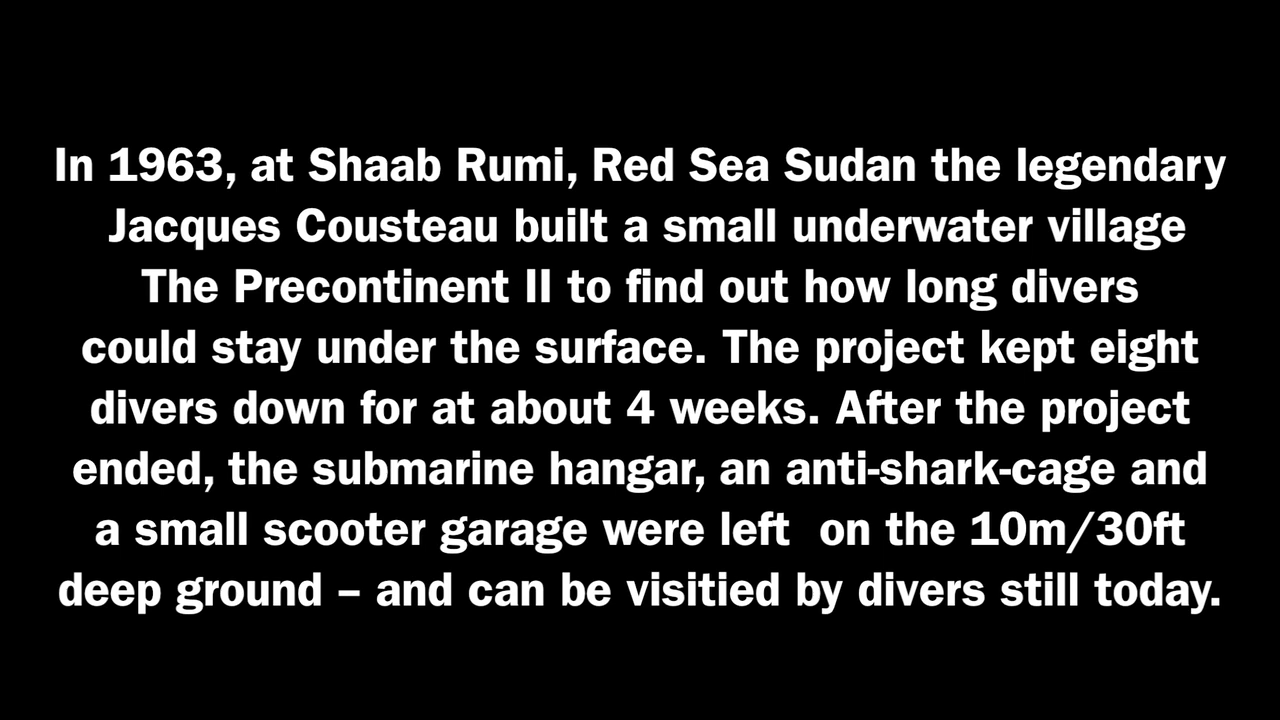 In 1963, at Shaab Rumi, Red Sea Sudan the legendary
Jacques Cousteau built a small underwater village
The Precontinent II to find out how long divers
could stay under the surface. The project kept eight
divers down for at about 4 weeks. After the project
ended, the submarine hangar, an anti-shark-cage and
a small scooter garage were left  on the 10m/30ft
deep ground – and can be visitied by divers still today.